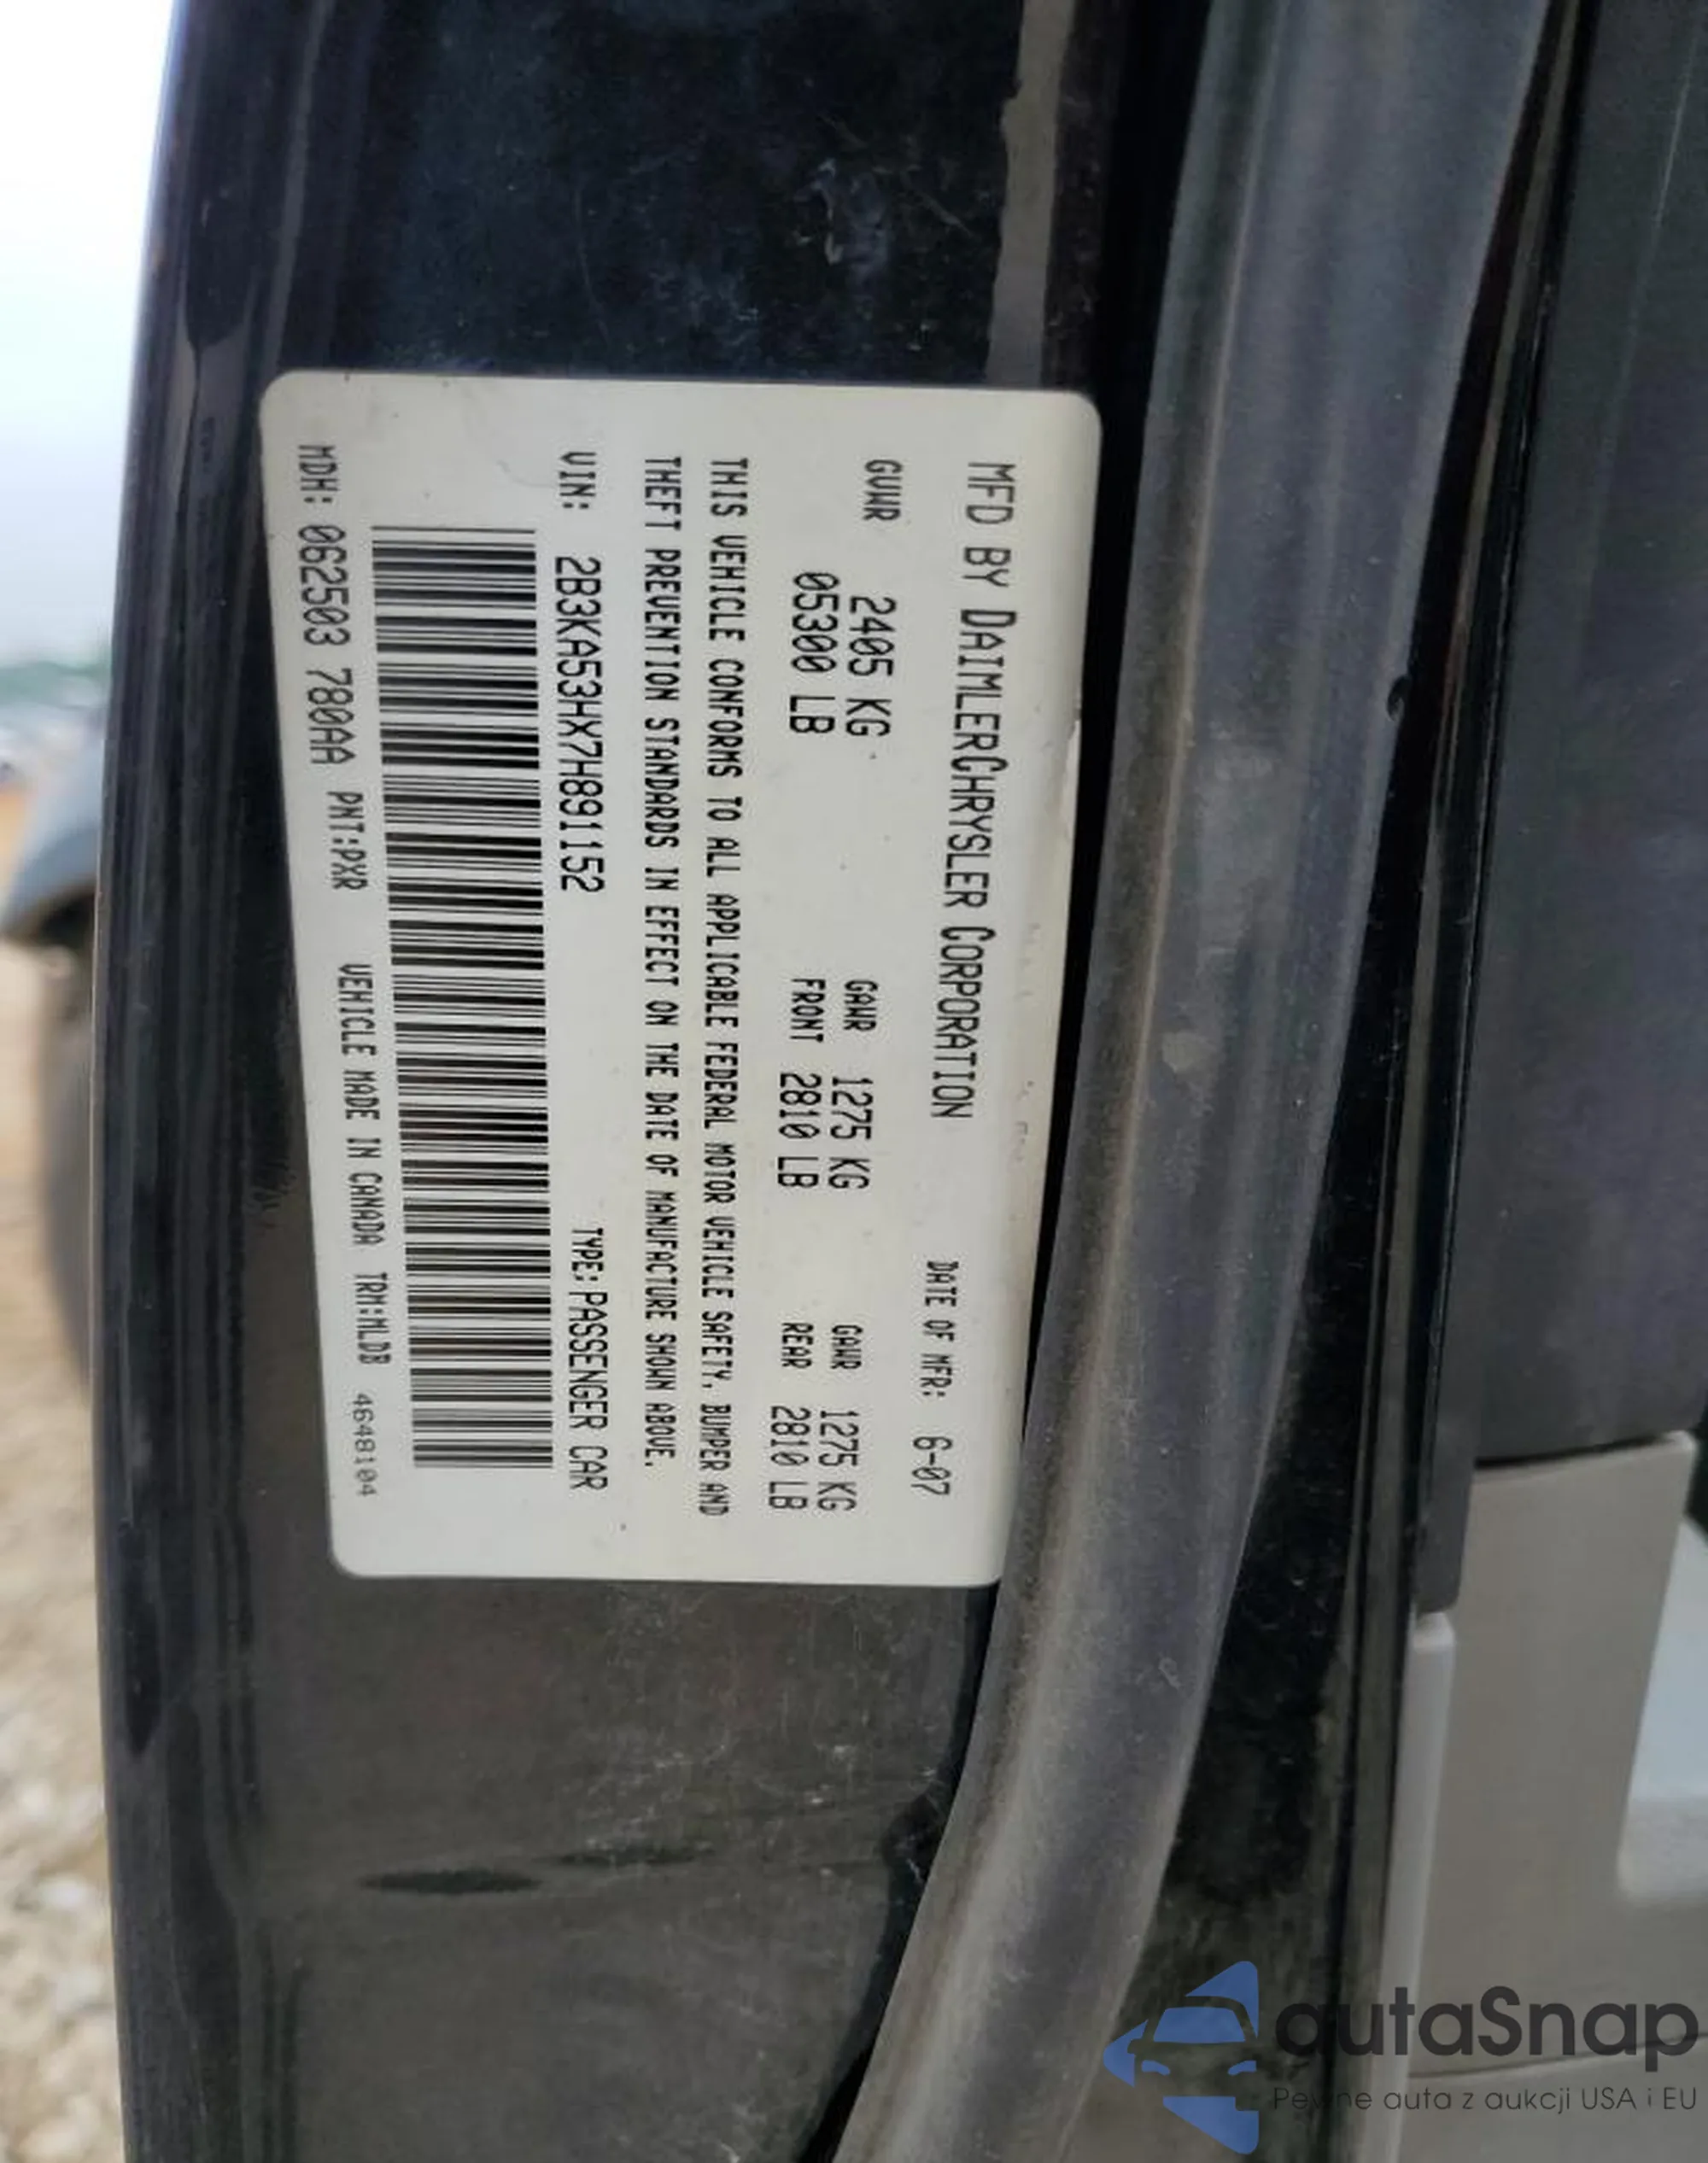 MFD BY DAIMLERCHRYSLER CORPORATION DATE OF MFR: 6-07
GVWR 2405 KG GAWR 1275 KG GAWR 1275 KG
05300 LB FRONT 2810 LB REAR 2810 LB
THIS VEHICLE CONFORMS TO ALL APPLICABLE FEDERAL MOTOR VEHICLE SAFETY, BUMPER AND
THEFT PREVENTION STANDARDS IN EFFECT ON THE DATE OF MANUFACTURE SHOWN ABOVE.
VIN: 2B3KA53HX7H891152 TYPE: PASSENGER CAR
MDH: 062503 780AA PNT:PXR VEHICLE MADE IN CANADA TRM:MLDB 4648104
autaSnap
Pewne auta z aukcji USA i EU